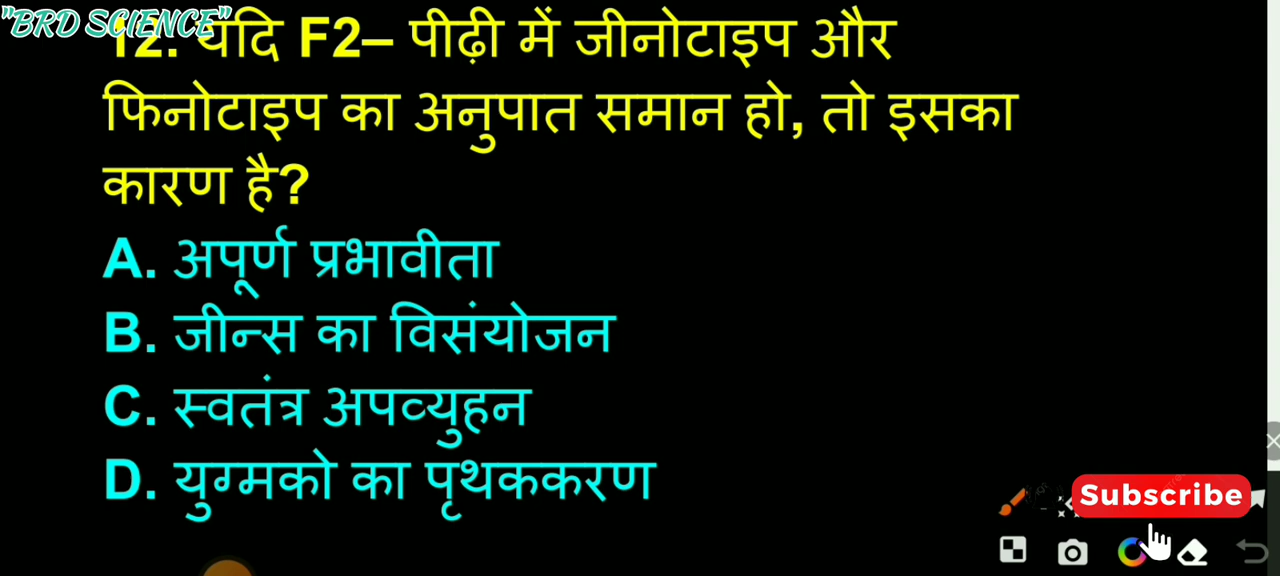 "BRD SCIENCE"
12. यदि F2– पीढ़ी में जीनोटाइप और
फिनोटाइप का अनुपात समान हो, तो इसका
कारण है?
A. अपूर्ण प्रभावीता
B. जीन्स का विसंयोजन
C. स्वतंत्र अपव्युहन
D. युग्मको का पृथककरण
Subscribe